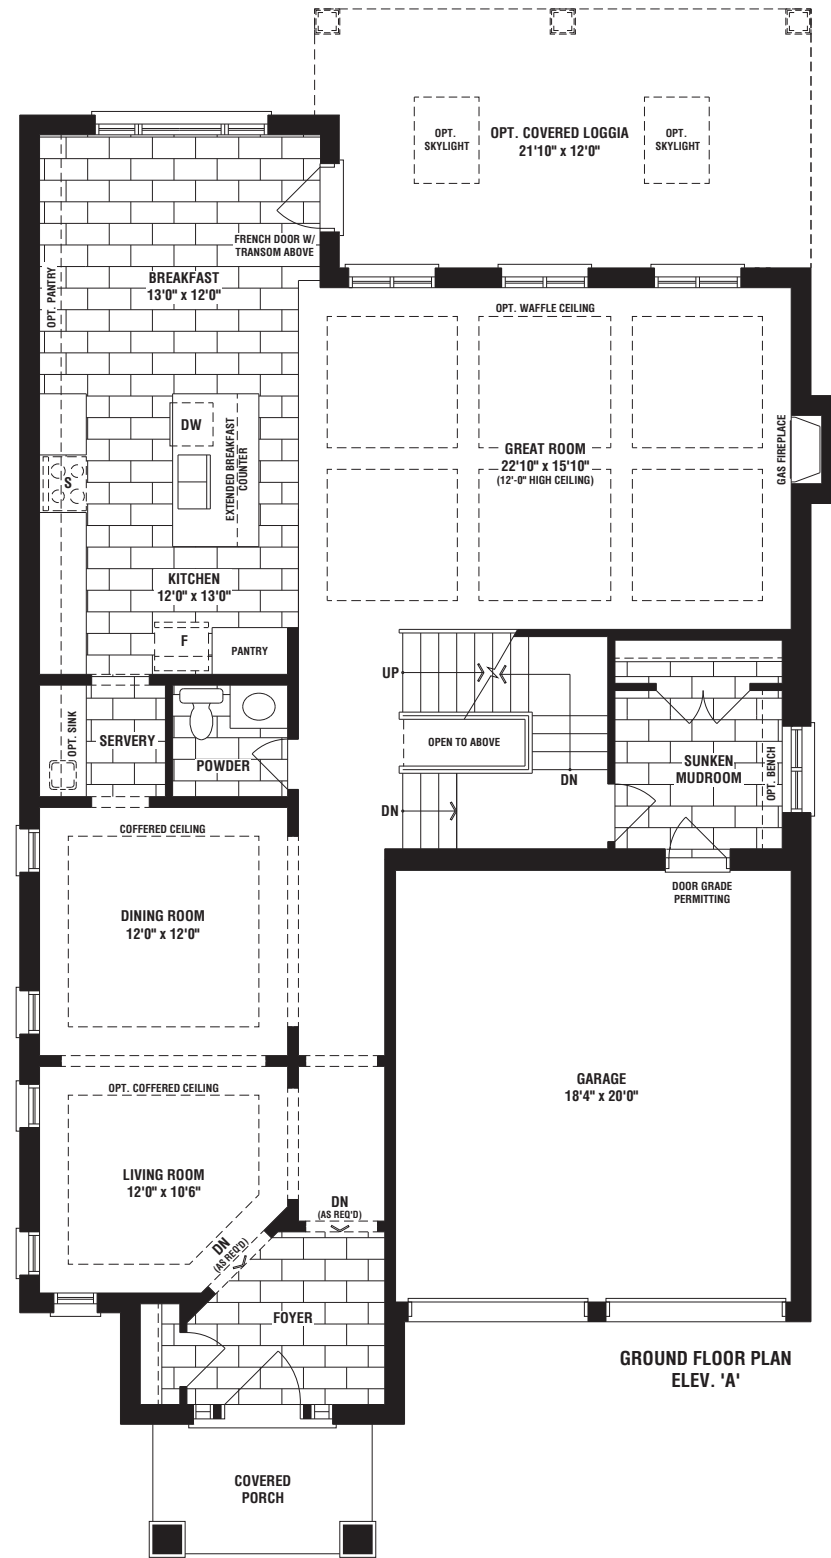 OPT. SKYLIGHT
OPT. COVERED LOGGIA
21'10" x 12'0"
OPT. SKYLIGHT
FRENCH DOOR W/
TRANSOM ABOVE
OPT. PANTRY
BREAKFAST
13'0" x 12'0"
OPT. WAFFLE CEILING
DW
EXTENDED BREAKFAST
COUNTER
S
GREAT ROOM
22'10" x 15'10"
(12'-0" HIGH CEILING)
GAS FIREPLACE
KITCHEN
12'0" x 13'0"
F
PANTRY
UP
OPT. SINK
SERVERY
POWDER
OPEN TO ABOVE
DN
DN
SUNKEN
MUDROOM
OPT. BENCH
COFFERED CEILING
DINING ROOM
12'0" x 12'0"
DOOR GRADE
PERMITTING
OPT. COFFERED CEILING
GARAGE
18'4" x 20'0"
LIVING ROOM
12'0" x 10'6"
DN
(AS REQ'D)
DN
(AS REQ'D)
FOYER
GROUND FLOOR PLAN
ELEV. 'A'
COVERED
PORCH